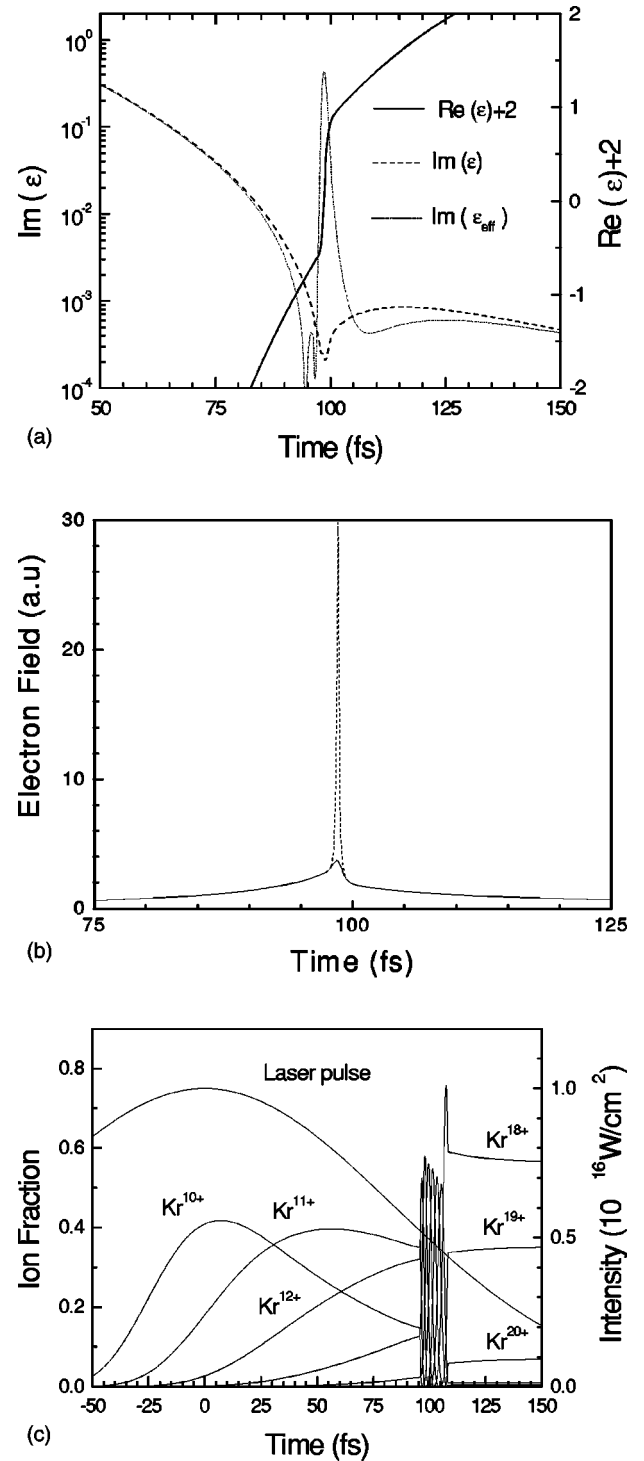 10⁰
10⁻¹
10⁻²
10⁻³
10⁻⁴
Im (ε)
2
1
0
-1
-2
Re (ε)+2
Re (ε)+2
Im (ε)
Im (ε_eff)
50
75
100
125
150
Time (fs)
(a)
30
20
10
0
Electron Field (a.u)
75
100
125
Time (fs)
(b)
0.8
0.6
0.4
0.2
0.0
Ion Fraction
1.0
0.5
0.0
Intensity (10 ¹⁶W/cm ²)
Laser pulse
Kr¹⁰⁺
Kr¹¹⁺
Kr¹²⁺
Kr¹⁸⁺
Kr¹⁹⁺
Kr²⁰⁺
-50
-25
0
25
50
75
100
125
150
Time (fs)
(c)